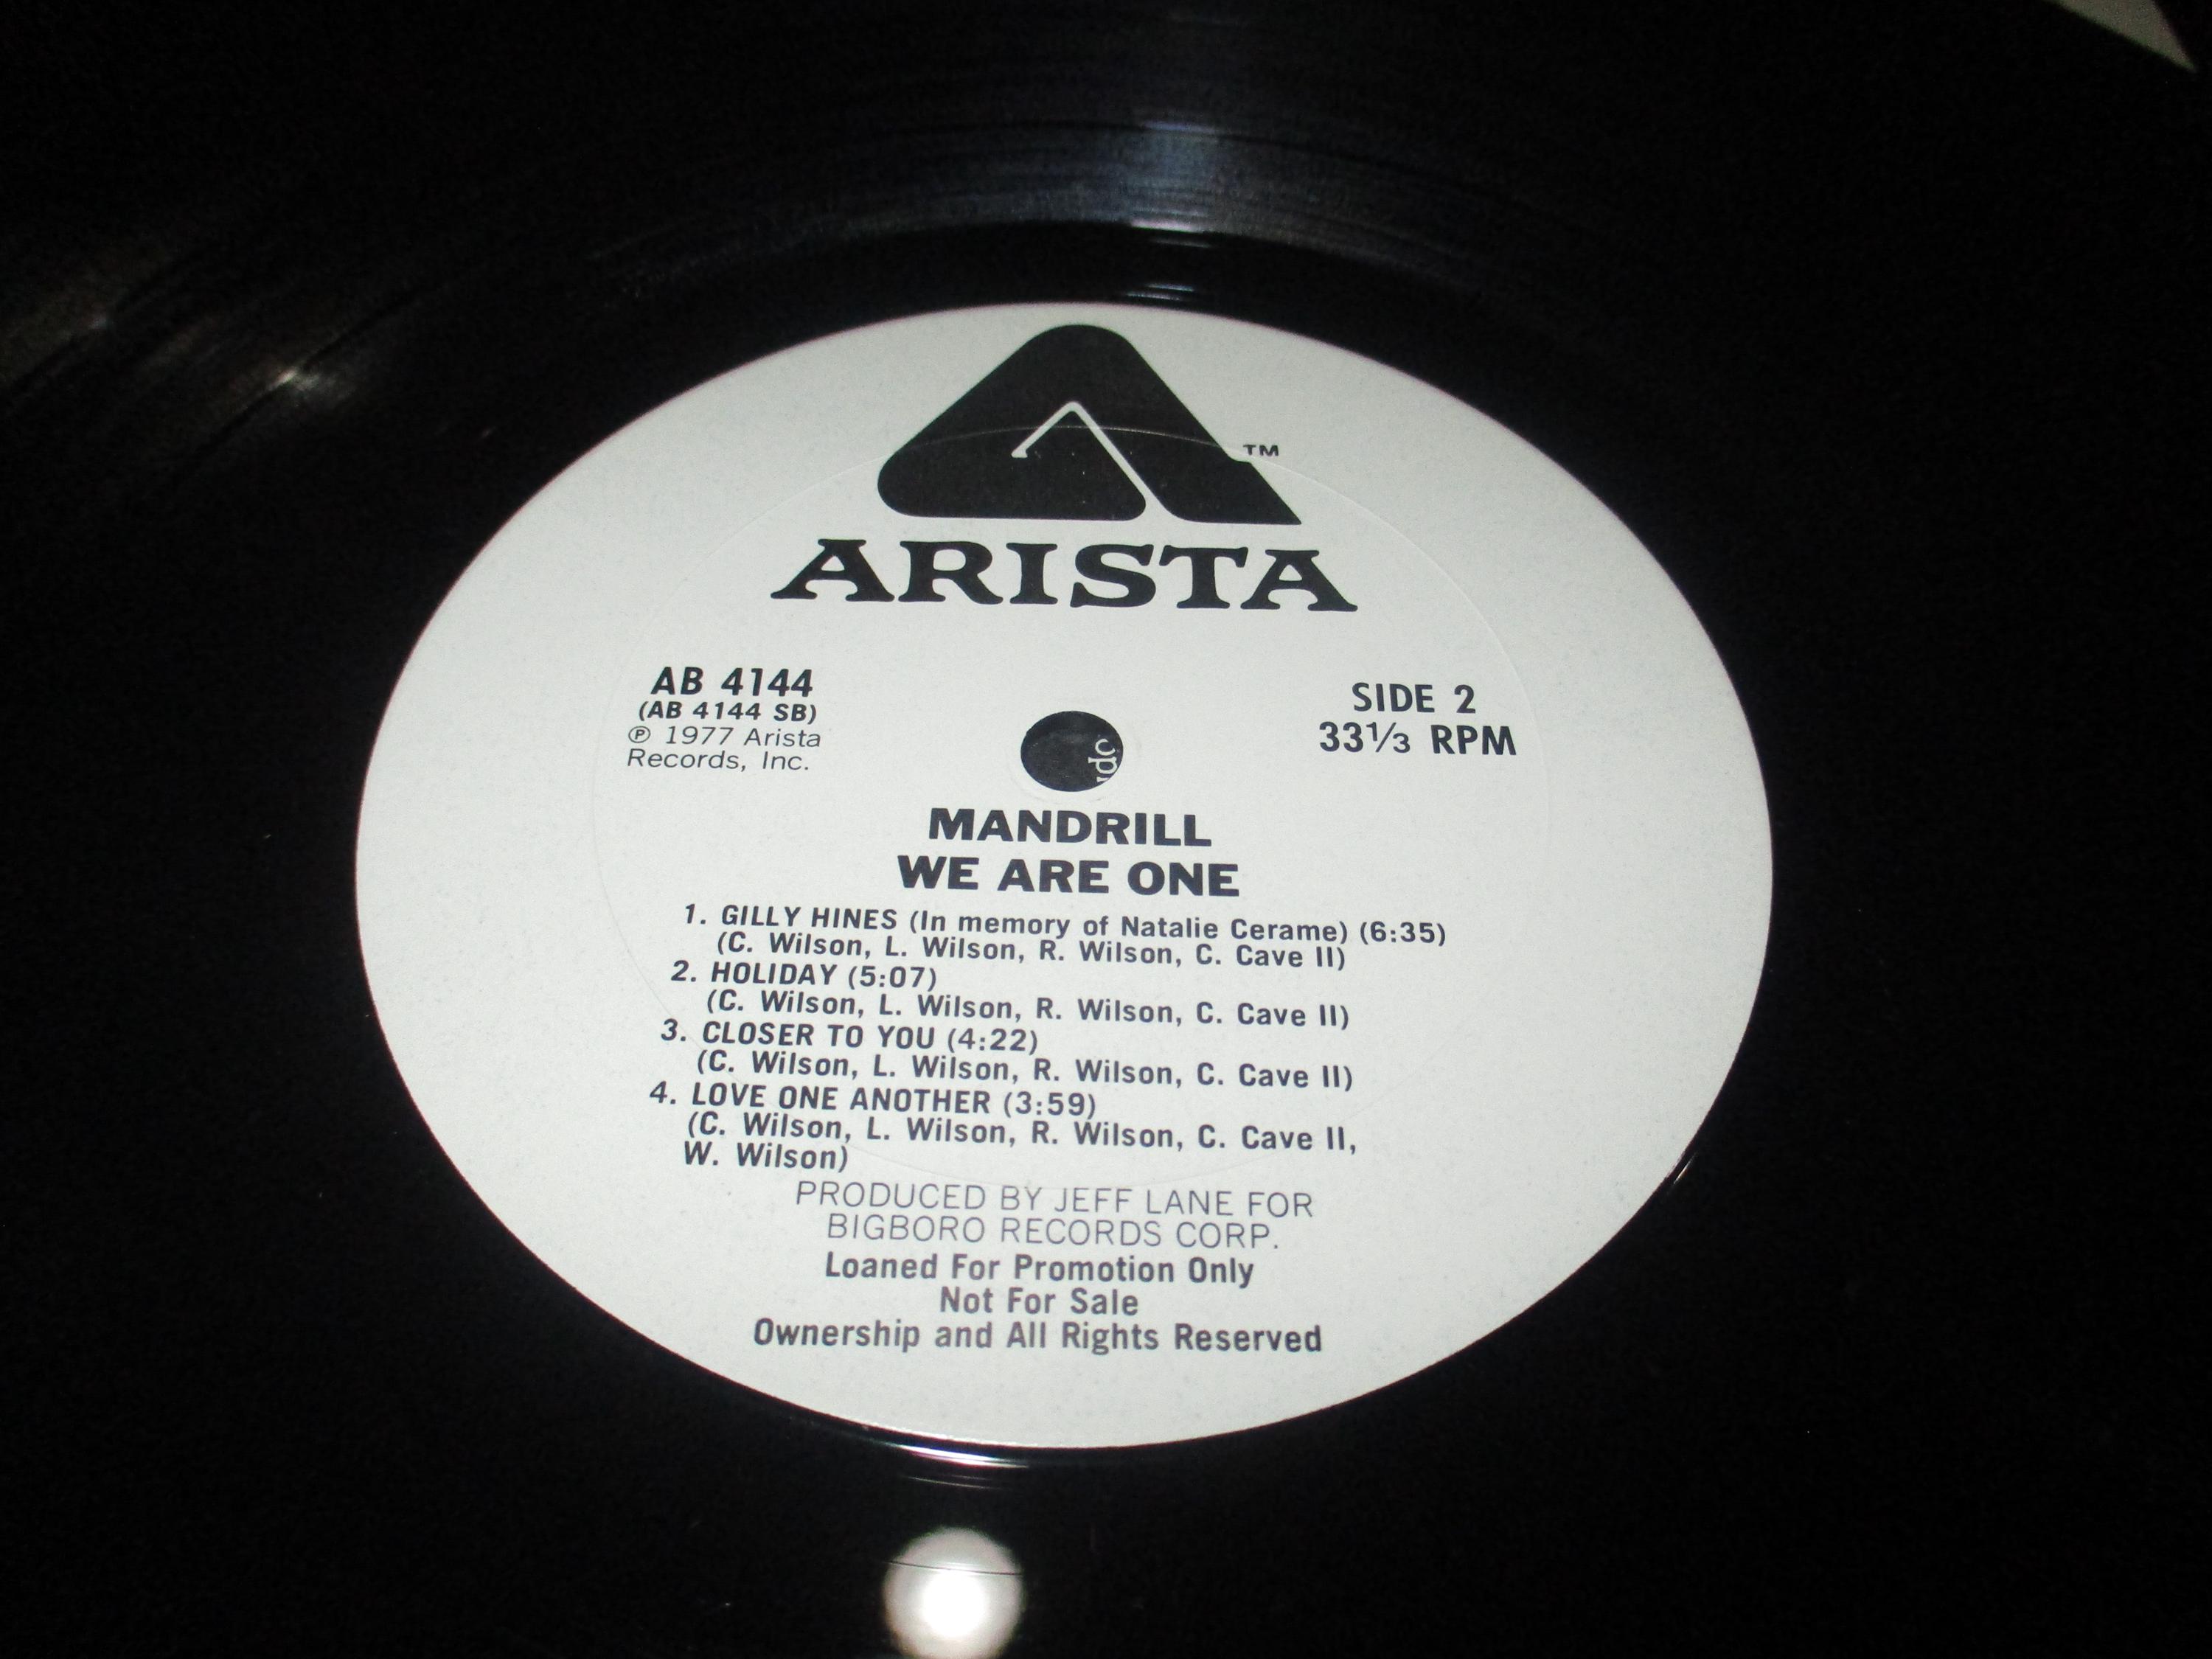 TM
ARISTA
AB 4144
(AB 4144 SB)
℗ 1977 Arista
Records, Inc.
SIDE 2
33⅓ RPM
MANDRILL
WE ARE ONE
1. GILLY HINES (In memory of Natalie Cerame) (6:35)
(C. Wilson, L. Wilson, R. Wilson, C. Cave II)
2. HOLIDAY (5:07)
(C. Wilson, L. Wilson, R. Wilson, C. Cave II)
3. CLOSER TO YOU (4:22)
(C. Wilson, L. Wilson, R. Wilson, C. Cave II)
4. LOVE ONE ANOTHER (3:59)
(C. Wilson, L. Wilson, R. Wilson, C. Cave II,
W. Wilson)
PRODUCED BY JEFF LANE FOR
BIGBORO RECORDS CORP.
Loaned For Promotion Only
Not For Sale
Ownership and All Rights Reserved